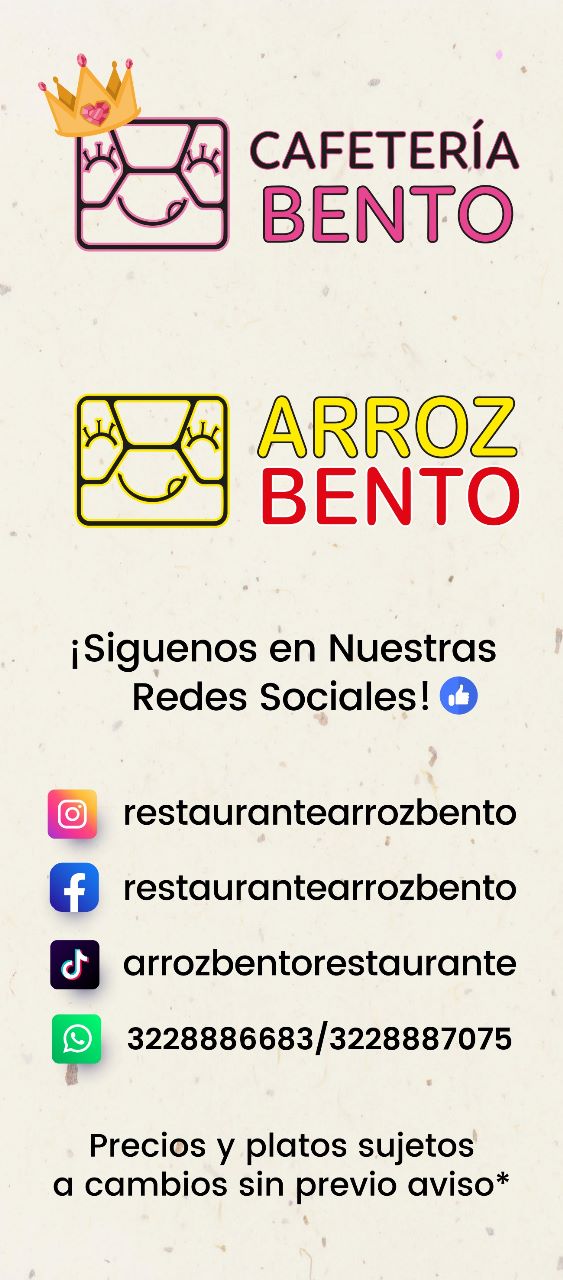 CAFETERÍA
BENTO
ARROZ
BENTO
¡Siguenos en Nuestras
Redes Sociales!
restaurantearrozbento
restaurantearrozbento
arrozbentorestaurante
3228886683/3228887075
Precios y platos sujetos
a cambios sin previo aviso*